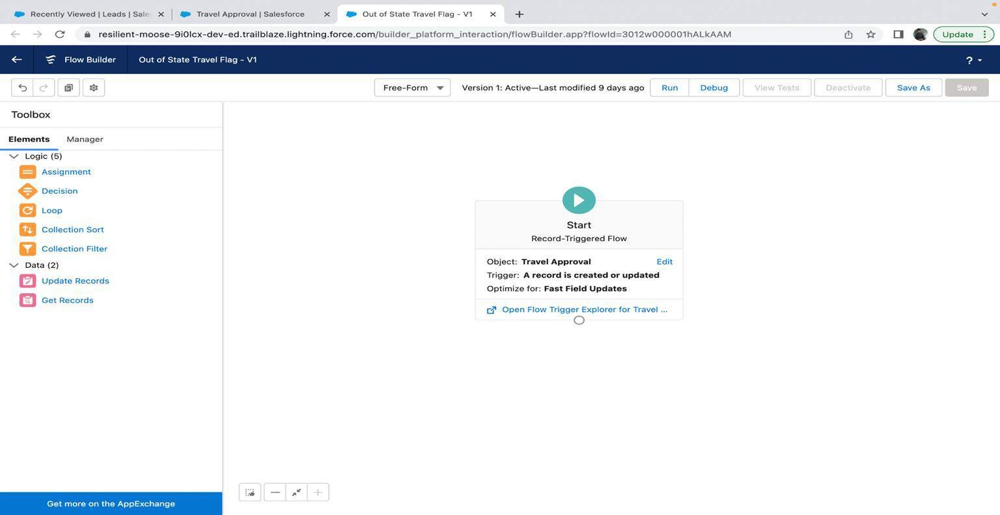 Recently Viewed | Leads | Sale
Travel Approval | Salesforce
Out of State Travel Flag - V1
resilient-moose-9i0lcx-dev-ed.trailblaze.lightning.force.com/builder_platform_interaction/flowBuilder.app?flowId=3012w000001hALkAAM
Update
Flow Builder
Out of State Travel Flag - V1
?
Free-Form
Version 1: Active—Last modified 9 days ago
Run
Debug
View Tests
Deactivate
Save As
Save
Toolbox
Elements
Manager
Logic (5)
Assignment
Decision
Loop
Collection Sort
Collection Filter
Data (2)
Update Records
Get Records
Get more on the AppExchange
Start
Record-Triggered Flow
Object: Travel Approval
Edit
Trigger: A record is created or updated
Optimize for: Fast Field Updates
Open Flow Trigger Explorer for Travel ...